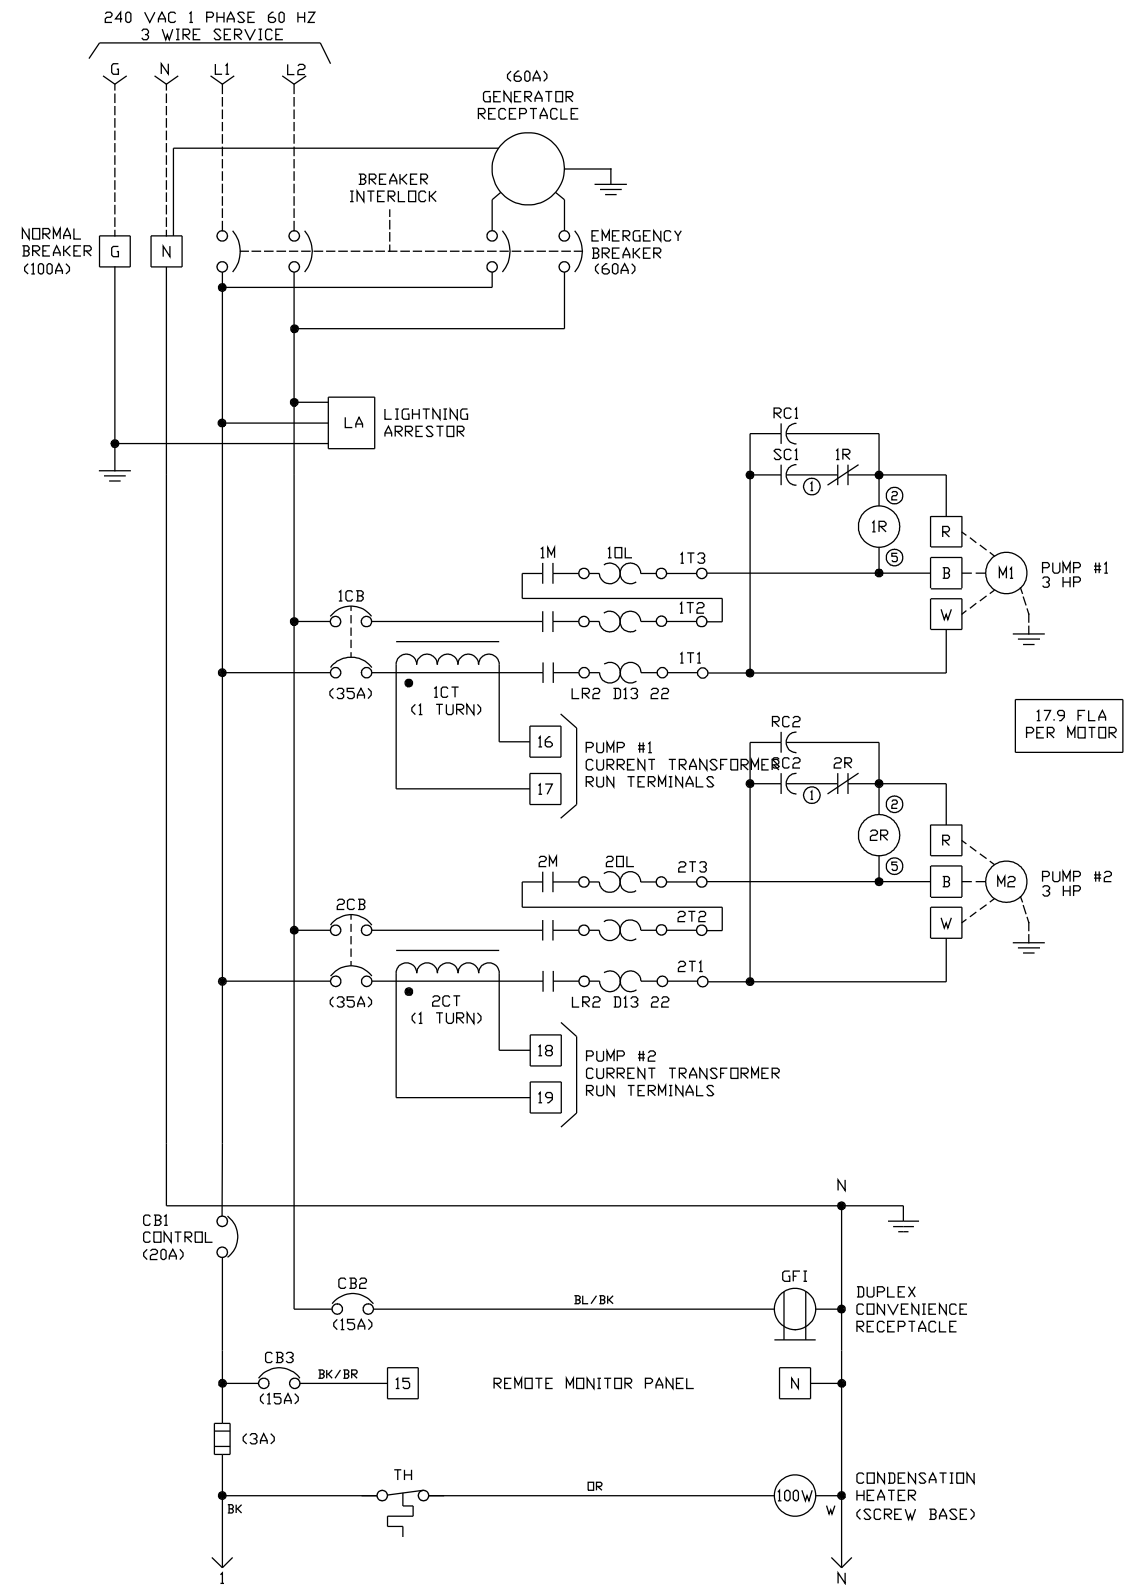 240 VAC 1 PHASE 60 HZ
3 WIRE SERVICE
G
N
L1
L2
(60A)
GENERATOR
RECEPTACLE
BREAKER
INTERLOCK
NORMAL
BREAKER
(100A)
G
N
EMERGENCY
BREAKER
(60A)
LA
LIGHTNING
ARRESTOR
RC1
SC1
1R
1
2
1R
5
R
B
W
M1
PUMP #1
3 HP
1M
1OL
1T3
1CB
1T2
1T1
(35A)
1CT
(1 TURN)
LR2 D13 22
16
17
PUMP #1
CURRENT TRANSFORMER
RUN TERMINALS
17.9 FLA
PER MOTOR
RC2
SC2
2R
1
2
2R
5
R
B
W
M2
PUMP #2
3 HP
2M
2OL
2T3
2CB
2T2
2T1
(35A)
2CT
(1 TURN)
LR2 D13 22
18
19
PUMP #2
CURRENT TRANSFORMER
RUN TERMINALS
N
CB1
CONTROL
(20A)
CB2
(15A)
BL/BK
GFI
DUPLEX
CONVENIENCE
RECEPTACLE
CB3
(15A)
BK/BR
15
REMOTE MONITOR PANEL
N
(3A)
BK
TH
OR
100W
W
CONDENSATION
HEATER
(SCREW BASE)
1
N